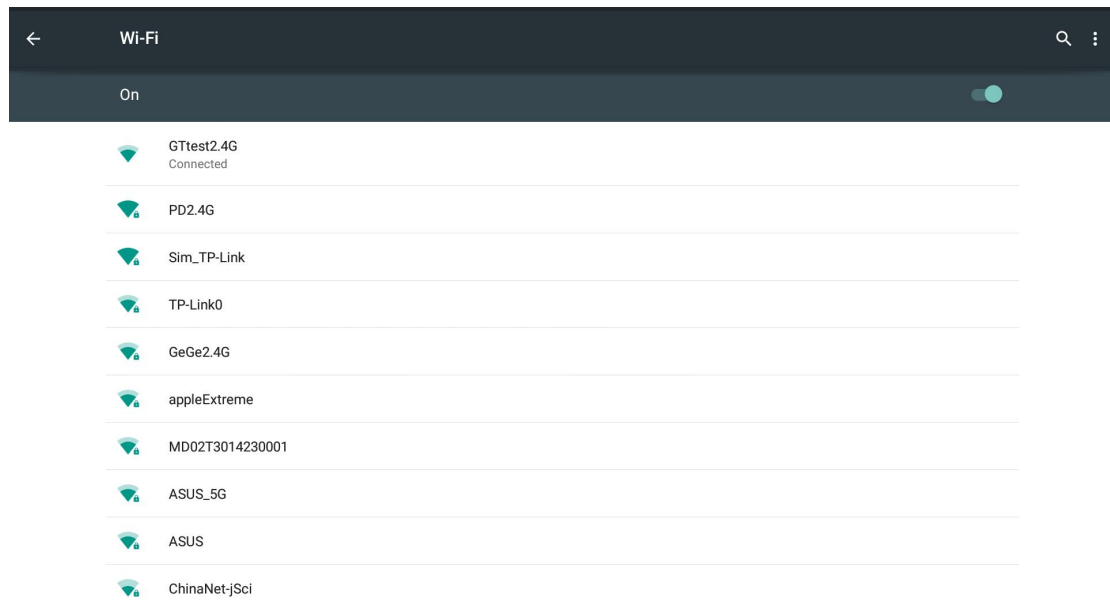 Wi-Fi
On
GTtest2.4G
Connected
PD2.4G
Sim_TP-Link
TP-Link0
GeGe2.4G
appleExtreme
MD02T3014230001
ASUS_5G
ASUS
ChinaNet-jSci